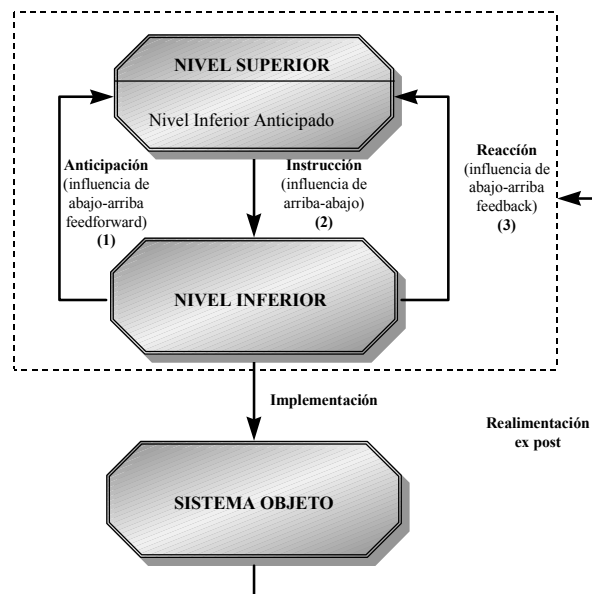 NIVEL SUPERIOR
Nivel Inferior Anticipado
Anticipación
(influencia de
abajo-arriba
feedforward)
(1)
Instrucción
(influencia de
arriba-abajo)
(2)
Reaccíón
(influencia de
abajo-arriba
feedback)
(3)
NIVEL INFERIOR
Implementación
Realimentación
ex post
SISTEMA OBJETO